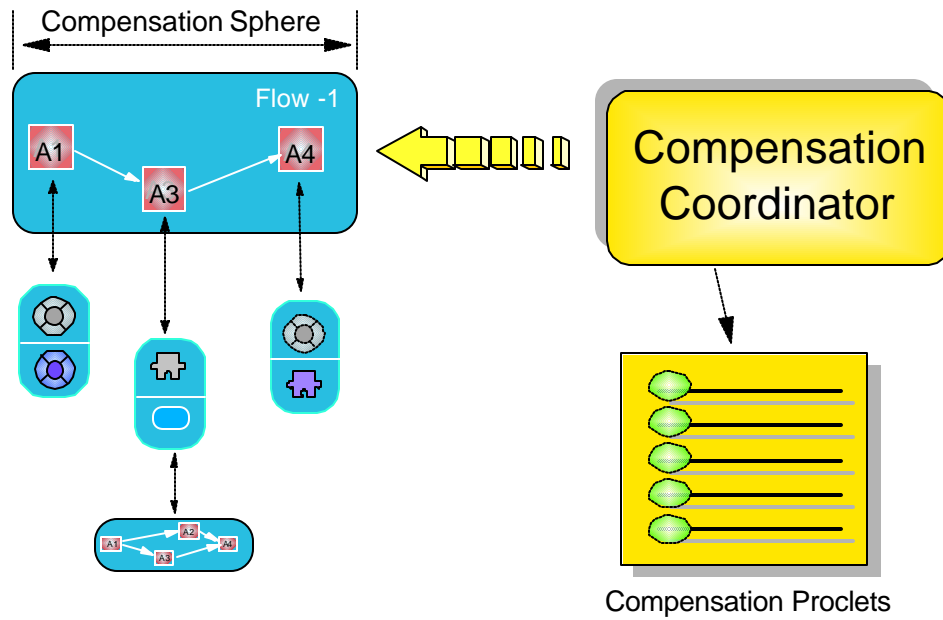 Compensation Sphere
Flow -1
A1
A3
A4
A1
A2
A3
A4
Compensation
Coordinator
Compensation Proclets